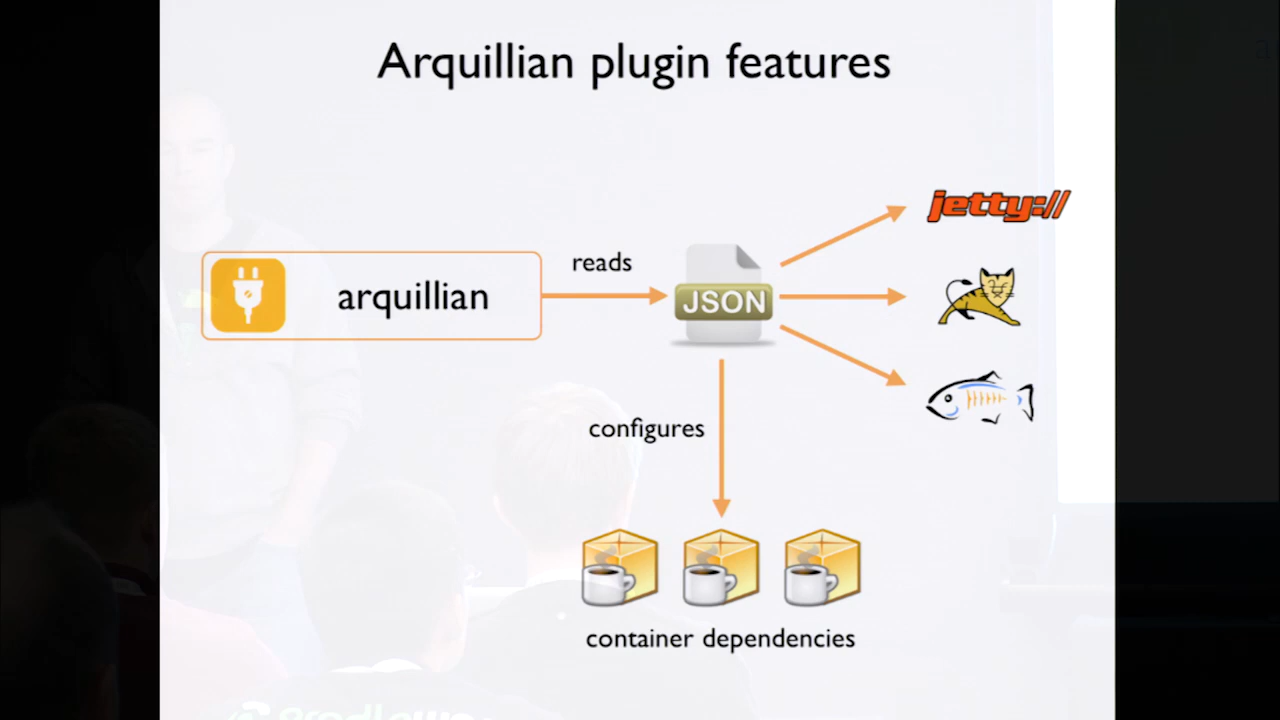 Arquillian plugin features
jetty://
reads
arquillian
JSON
configures
container dependencies